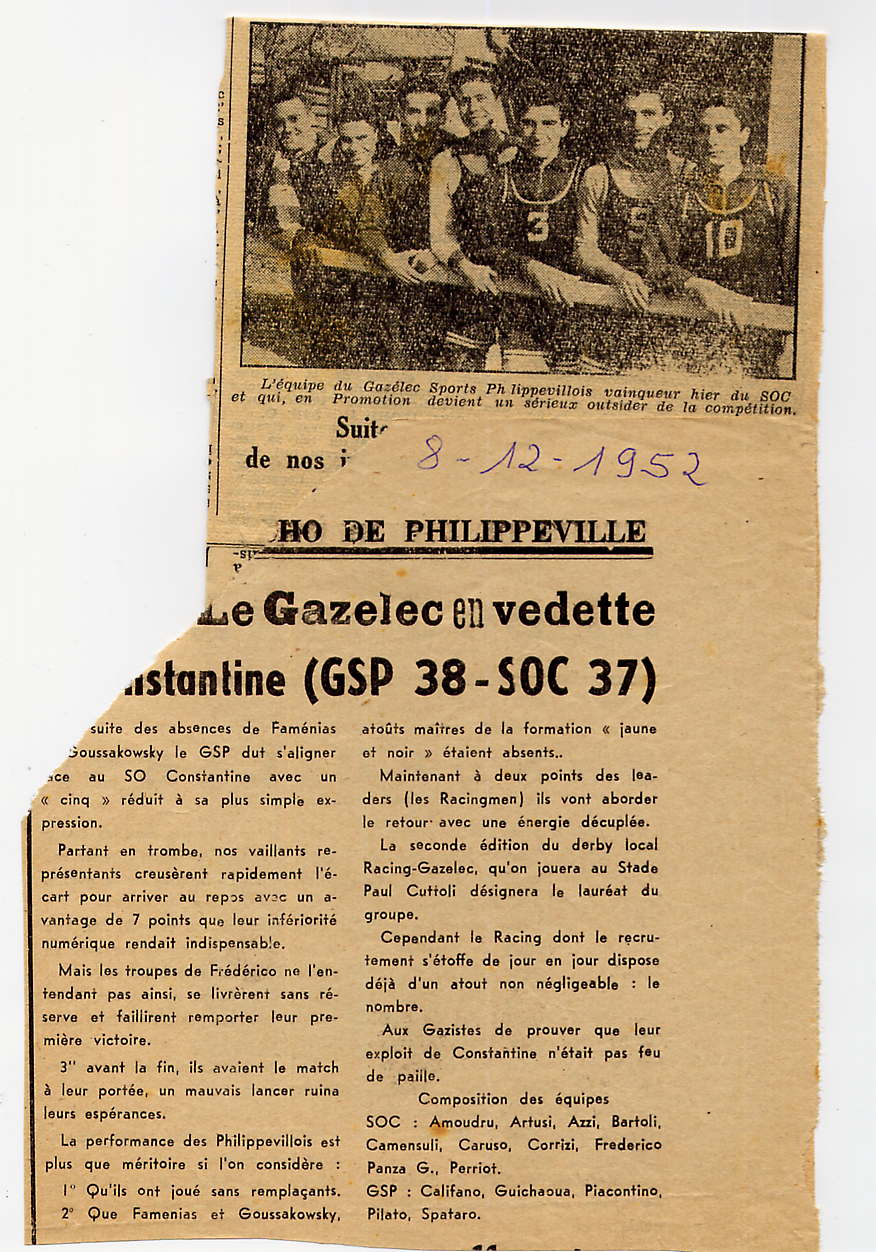 3
5
10
L'équipe du Gazélec Sports Ph lippevillois vainqueur hier du SOC
et qui, en Promotion devient un sérieux outsider de la compétition.
Suite
de nos i
8-12-1952
HO DE PHILIPPEVILLE
Le Gazelec en vedette
nstantine (GSP 38-SOC 37)
suite des absences de Faménias
Goussakowsky le GSP dut s'aligner
ace au SO Constantine avec un
« cinq » réduit à sa plus simple ex-
pression.
Partant en trombe, nos vaillants re-
présentants creusèrent rapidement l'é-
cart pour arriver au repos avec un a-
vantage de 7 points que leur infériorité
numérique rendait indispensable.
Mais les troupes de Frédérico ne l'en-
tendant pas ainsi, se livrèrent sans ré-
serve et faillirent remporter leur pre-
mière victoire.
3" avant la fin, ils avaient le match
à leur portée, un mauvais lancer ruina
leurs espérances.
La performance des Philippevillois est
plus que méritoire si l'on considère :
1° Qu'ils ont joué sans remplaçants.
2° Que Famenias et Goussakowsky,
atoûts maîtres de la formation « jaune
et noir » étaient absents..
Maintenant à deux points des lea-
ders (les Racingmen) ils vont aborder
le retour avec une énergie décuplée.
La seconde édition du derby local
Racing-Gazelec, qu'on jouera au Stade
Paul Cuttoli désignera le lauréat du
groupe.
Cependant le Racing dont le recru-
tement s'étoffe de jour en jour dispose
déjà d'un atout non négligeable : le
nombre.
Aux Gazistes de prouver que leur
exploit de Constantine n'était pas feu
de paille.
Composition des équipes
SOC : Amoudru, Artusi, Azzi, Bartoli,
Camensuli, Caruso, Corrizi, Frederico
Panza G., Perriot.
GSP : Califano, Guichaoua, Piacontino,
Pilato, Spataro.